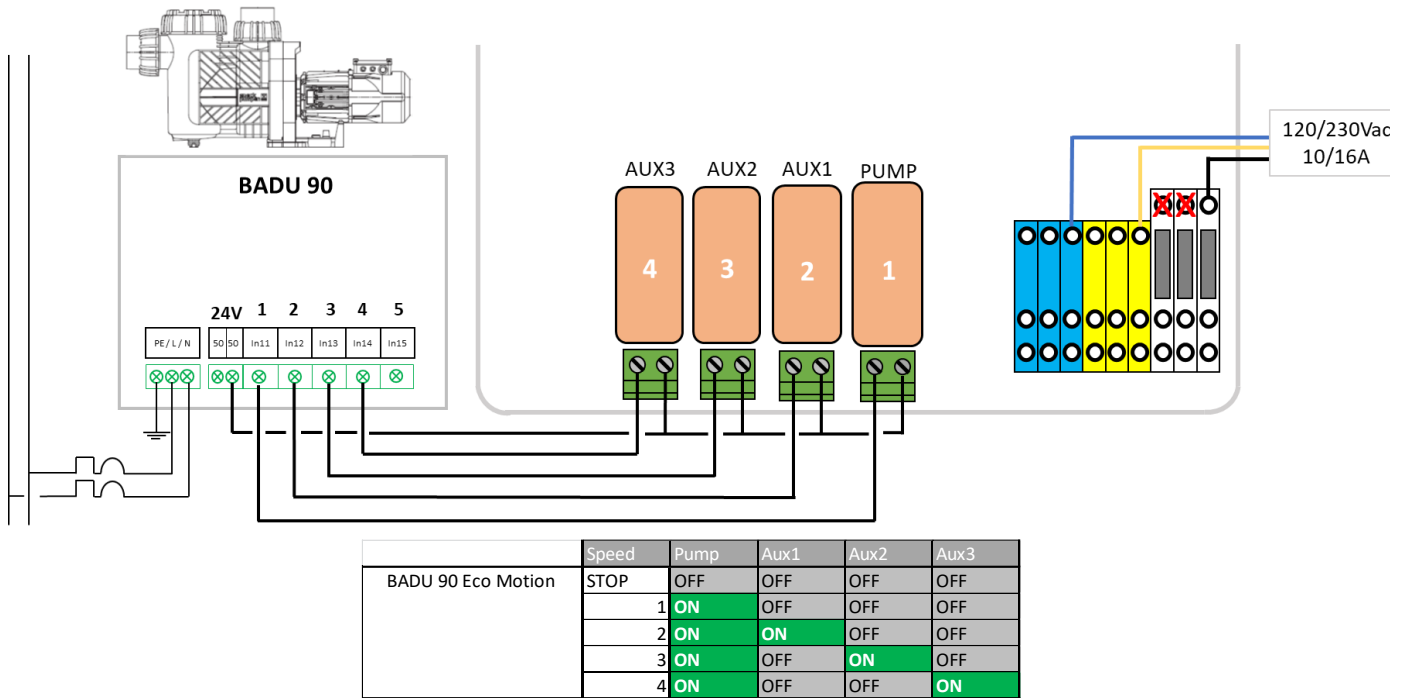 120/230Vac
10/16A
AUX3 AUX2 AUX1 PUMP
BADU 90
4 3 2 1
24V 1 2 3 4 5
PE / L / N 50 50 In11 In12 In13 In14 In15
Speed Pump Aux1 Aux2 Aux3
BADU 90 Eco Motion STOP OFF OFF OFF OFF
1 ON OFF OFF OFF
2 ON ON OFF OFF
3 ON OFF ON OFF
4 ON OFF OFF ON